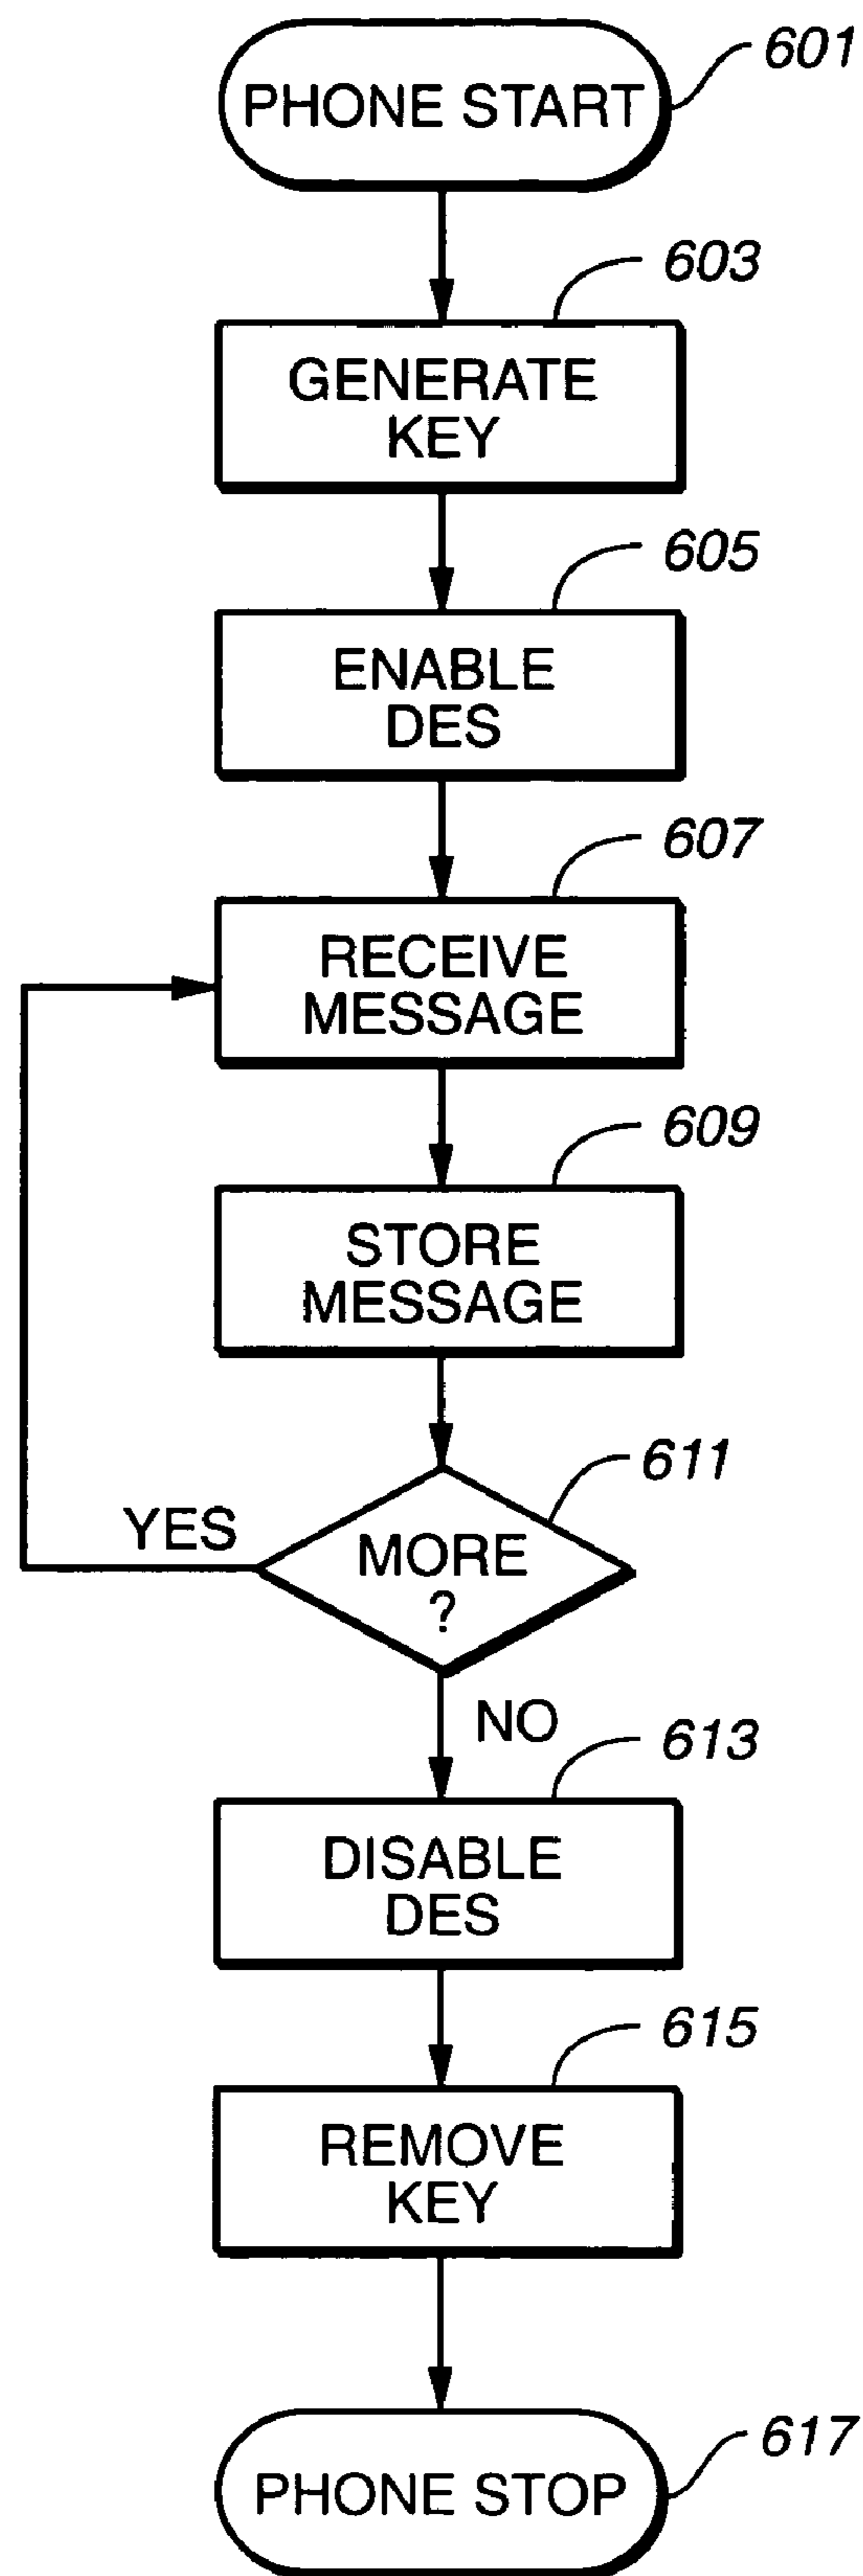 601
PHONE START
603
GENERATE
KEY
605
ENABLE
DES
607
RECEIVE
MESSAGE
609
STORE
MESSAGE
611
YES
MORE
?
NO
613
DISABLE
DES
615
REMOVE
KEY
617
PHONE STOP